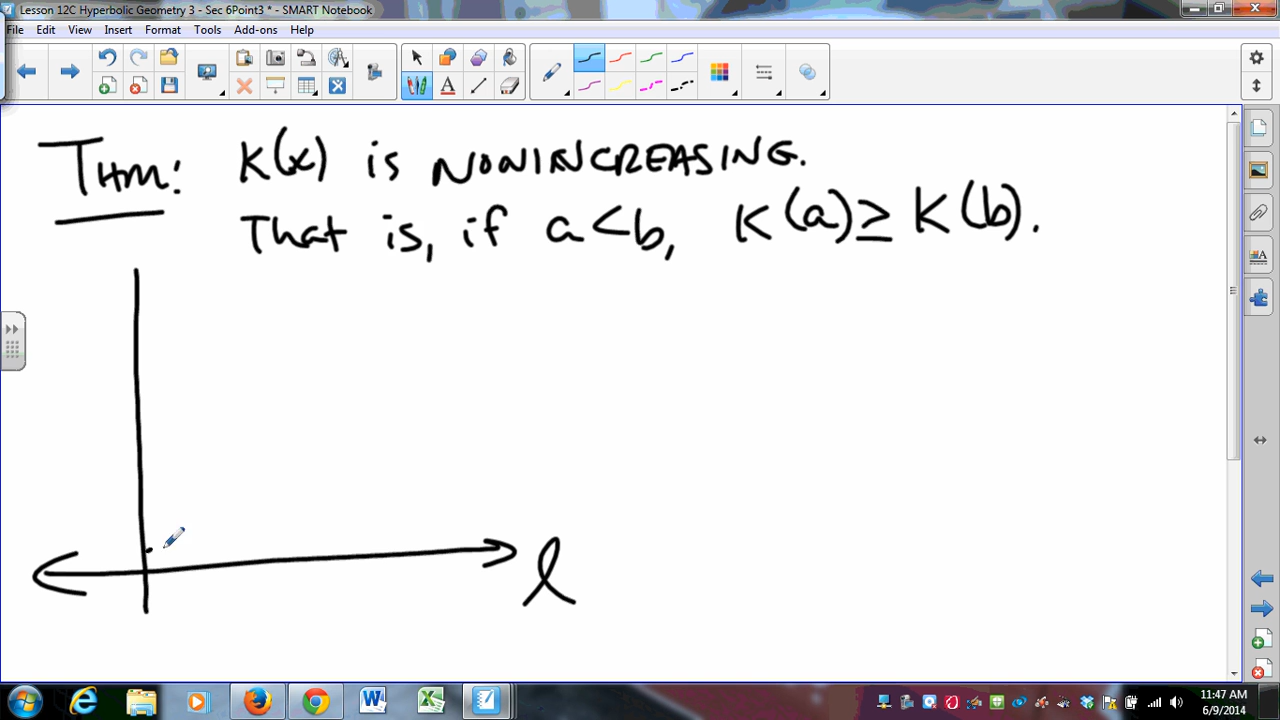 Lesson 12C Hyperbolic Geometry 3 - Sec 6Point3 * - SMART Notebook
File Edit View Insert Format Tools Add-ons Help
THM: K(x) is NONINCREASING.
That is, if a<b, K(a)≥K(b).
l
11:47 AM
6/9/2014